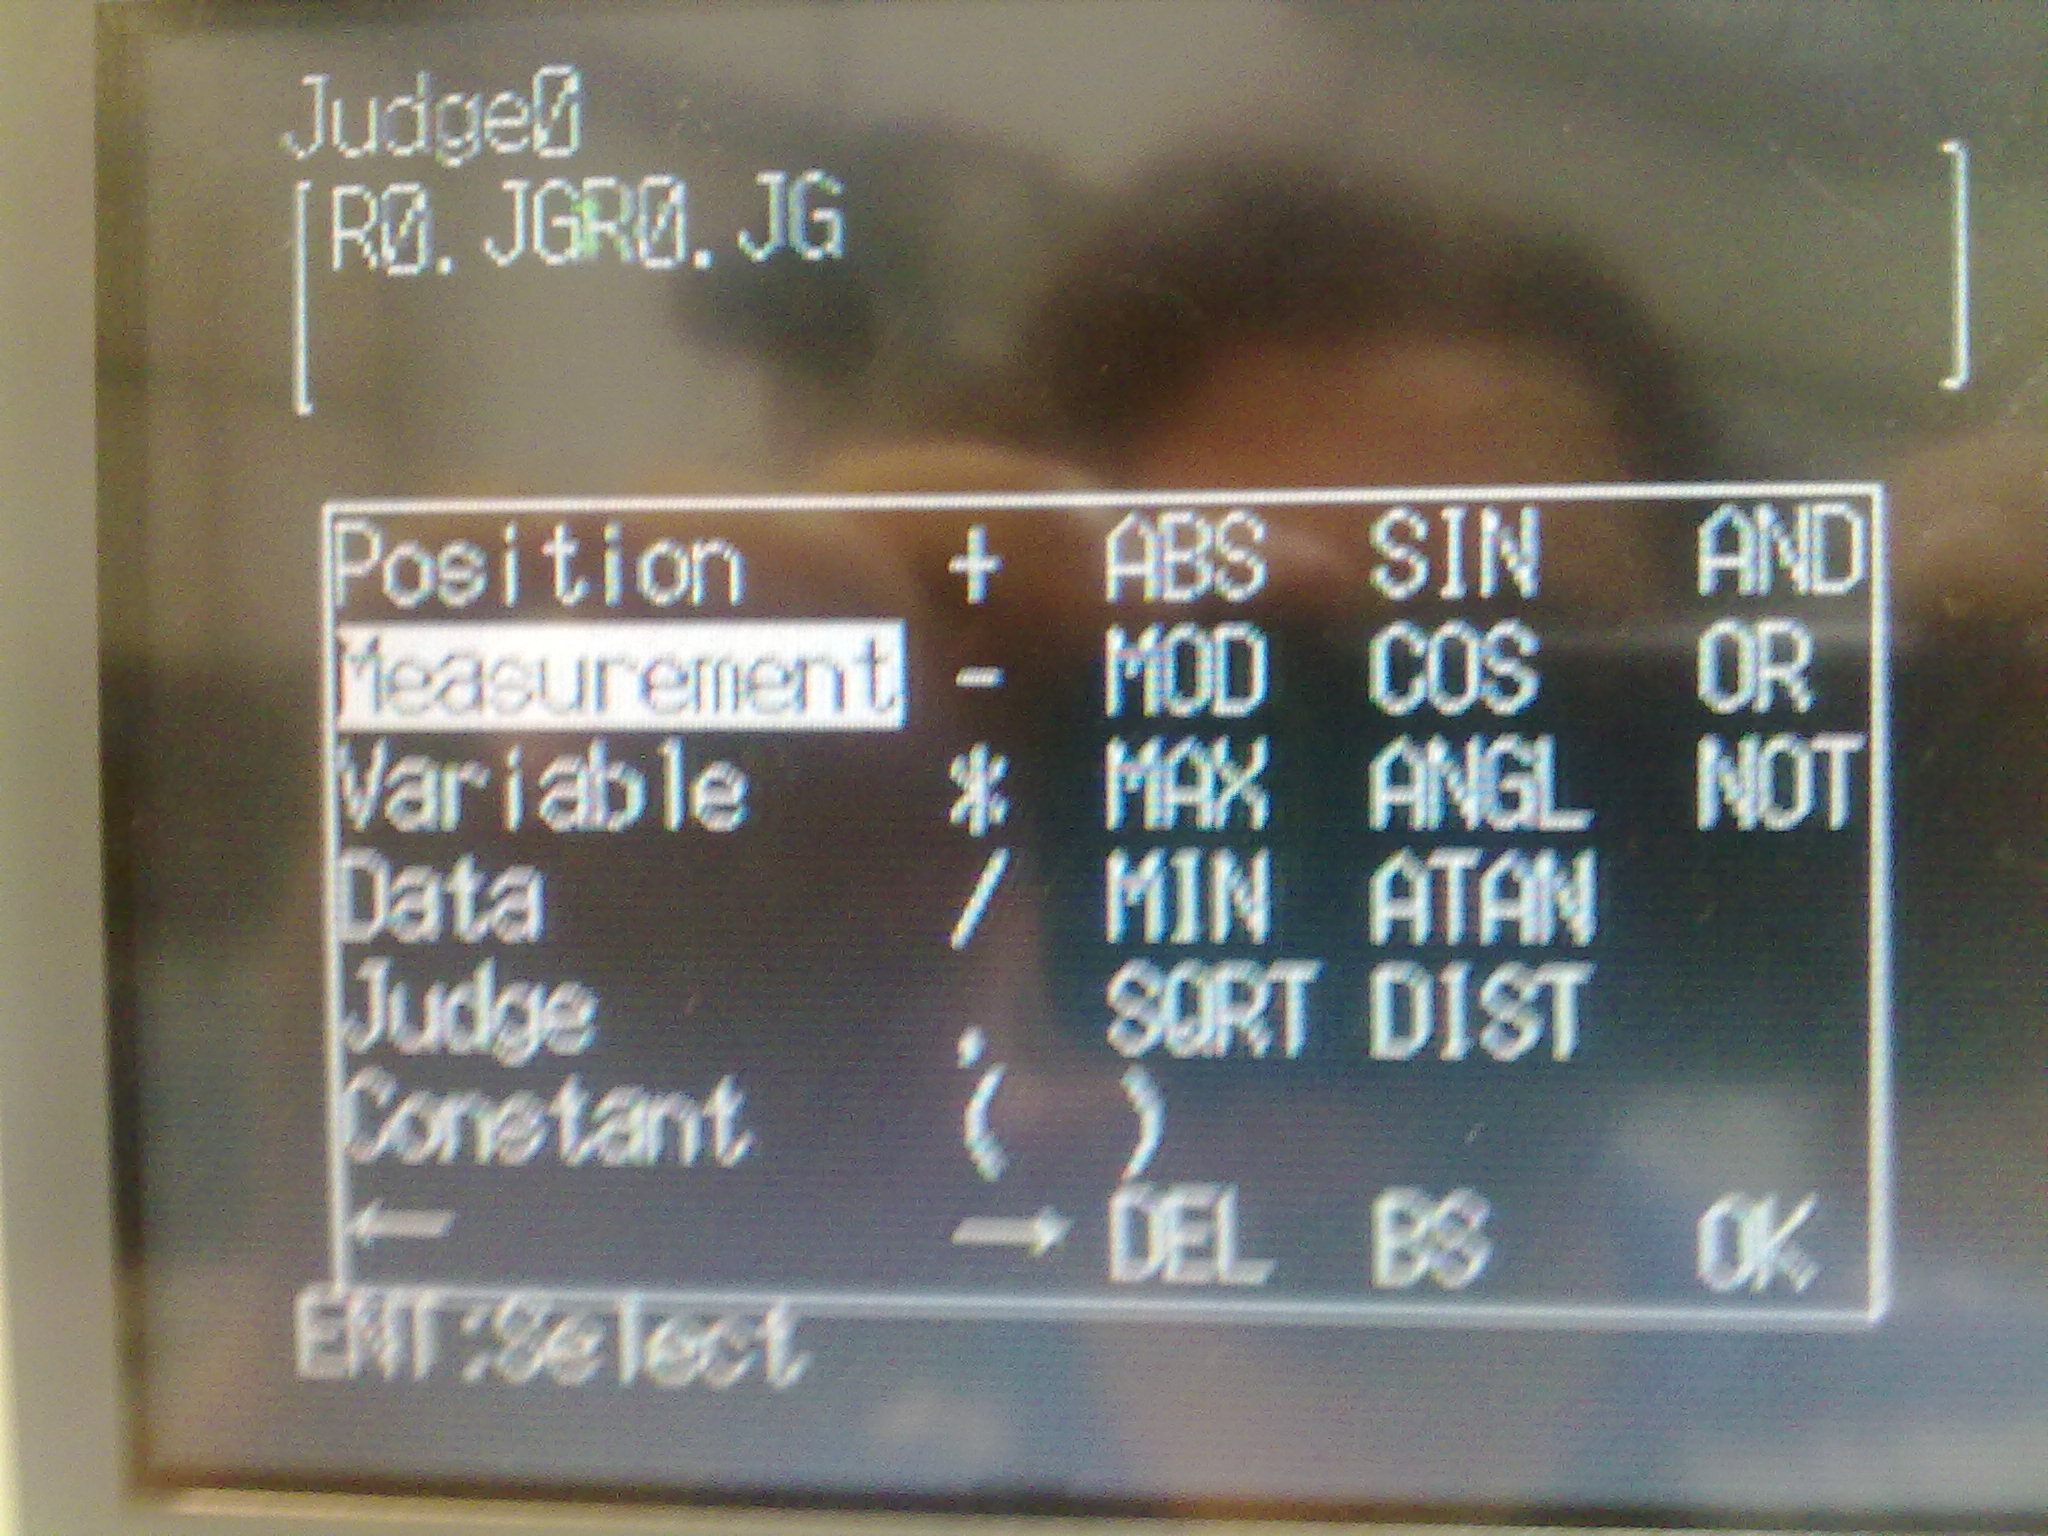 Judge0
[R0.JGR0.JG ]
Position + ABS SIN AND
Measurement - MOD COS OR
Variable * MAX ANGL NOT
Data / MIN ATAN
Judge , SQRT DIST
Constant ( )
← → DEL BS OK
ENT:Select